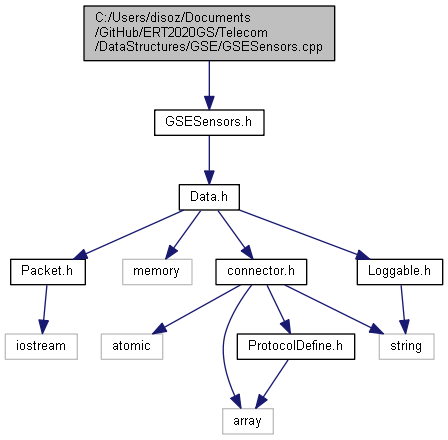 C:/Users/disoz/Documents
/GitHub/ERT2020GS/Telecom
/DataStructures/GSE/GSESensors.cpp
GSESensors.h
Data.h
Packet.h
memory
connector.h
Loggable.h
iostream
atomic
ProtocolDefine.h
string
array